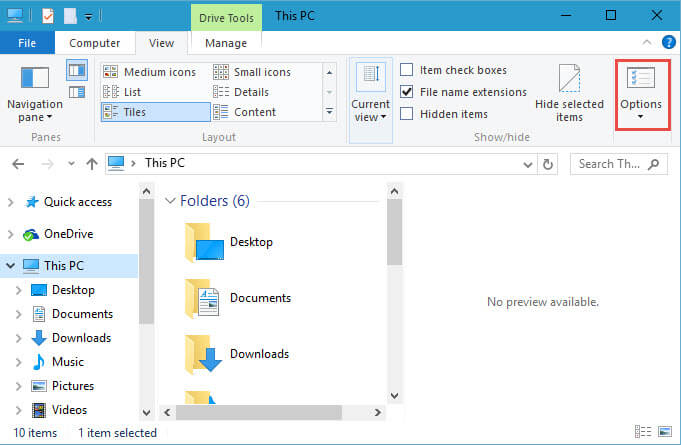 Drive Tools
This PC
File
Computer
View
Manage
Navigation
pane
Medium icons
Small icons
List
Details
Tiles
Content
Current
view
Item check boxes
File name extensions
Hidden items
Hide selected
items
Options
Panes
Layout
Show/hide
This PC
Search Th...
Quick access
OneDrive
This PC
Desktop
Documents
Downloads
Music
Pictures
Videos
Folders (6)
Desktop
Documents
Downloads
No preview available.
10 items
1 item selected